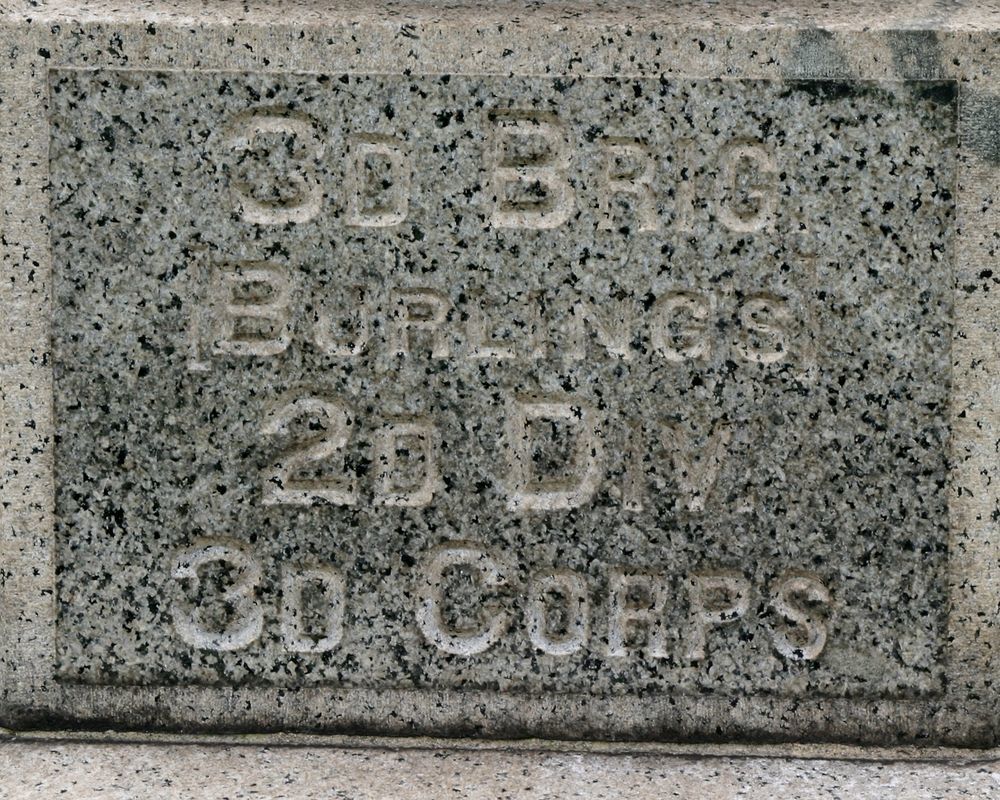 3D BRIG
[BURLING'S]
2D DIV.
3D CORPS